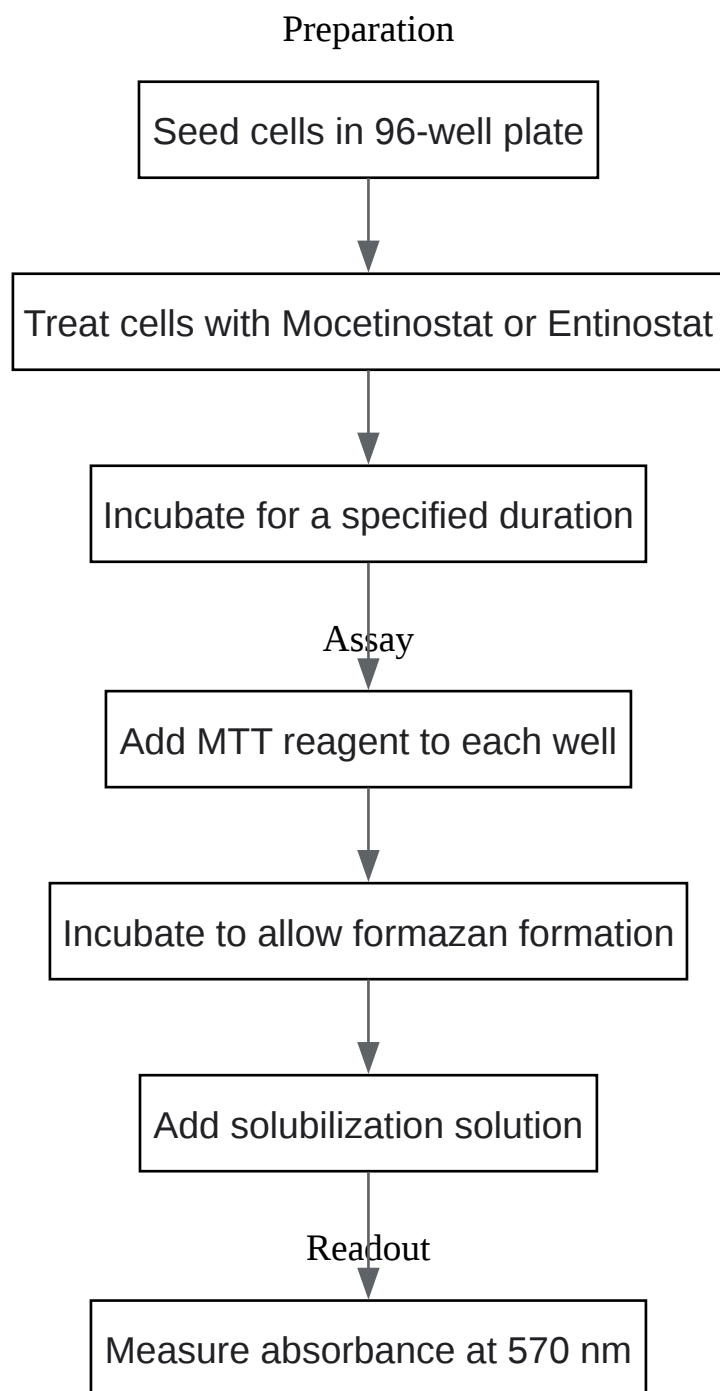 Preparation
Seed cells in 96-well plate
Treat cells with Mocetinostat or Entinostat
Incubate for a specified duration
Assay
Add MTT reagent to each well
Incubate to allow formazan formation
Add solubilization solution
Readout
Measure absorbance at 570 nm